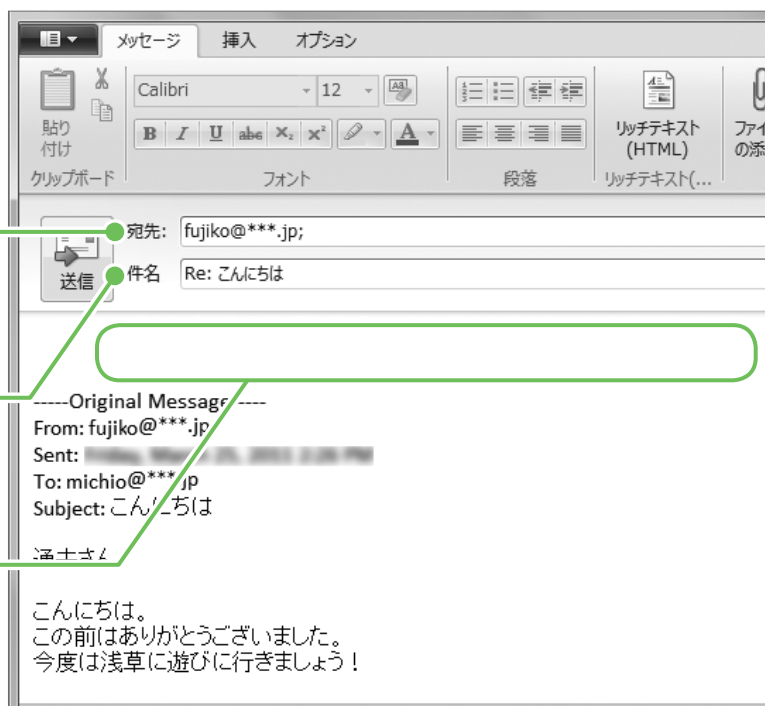 メッセージ 挿入 オプション
Calibri 12
貼り付け
B I U abc X₂ X² A
リッチテキスト
(HTML)
ファイ
の添
クリップボード フォント 段落 リッチテキスト(...
宛先: fujiko@***.jp;
送信
件名 Re: こんにちは
-----Original Message-----
From: fujiko@***.jp
Sent:
To: michio@***.jp
Subject: こんにちは
こんにちは。
この前はありがとうございました。
今度は浅草に遊びに行きましょう!